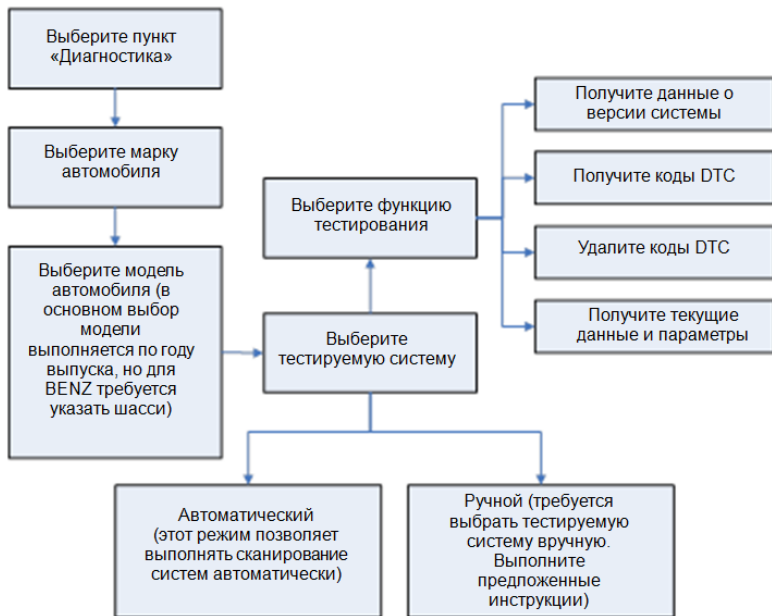 Выберите пункт
«Диагностика»
Выберите марку
автомобиля
Выберите модель
автомобиля (в
основном выбор
модели
выполняется по году
выпуска, но для
BENZ требуется
указать шасси)
Выберите
тестируемую систему
Выберите функцию
тестирования
Получите данные о
версии системы
Получите коды DTC
Удалите коды DTC
Получите текущие
данные и параметры
Автоматический
(этот режим позволяет
выполнять сканирование
систем автоматически)
Ручной (требуется
выбрать тестируемую
систему вручную.
Выполните
предложенные
инструкции)